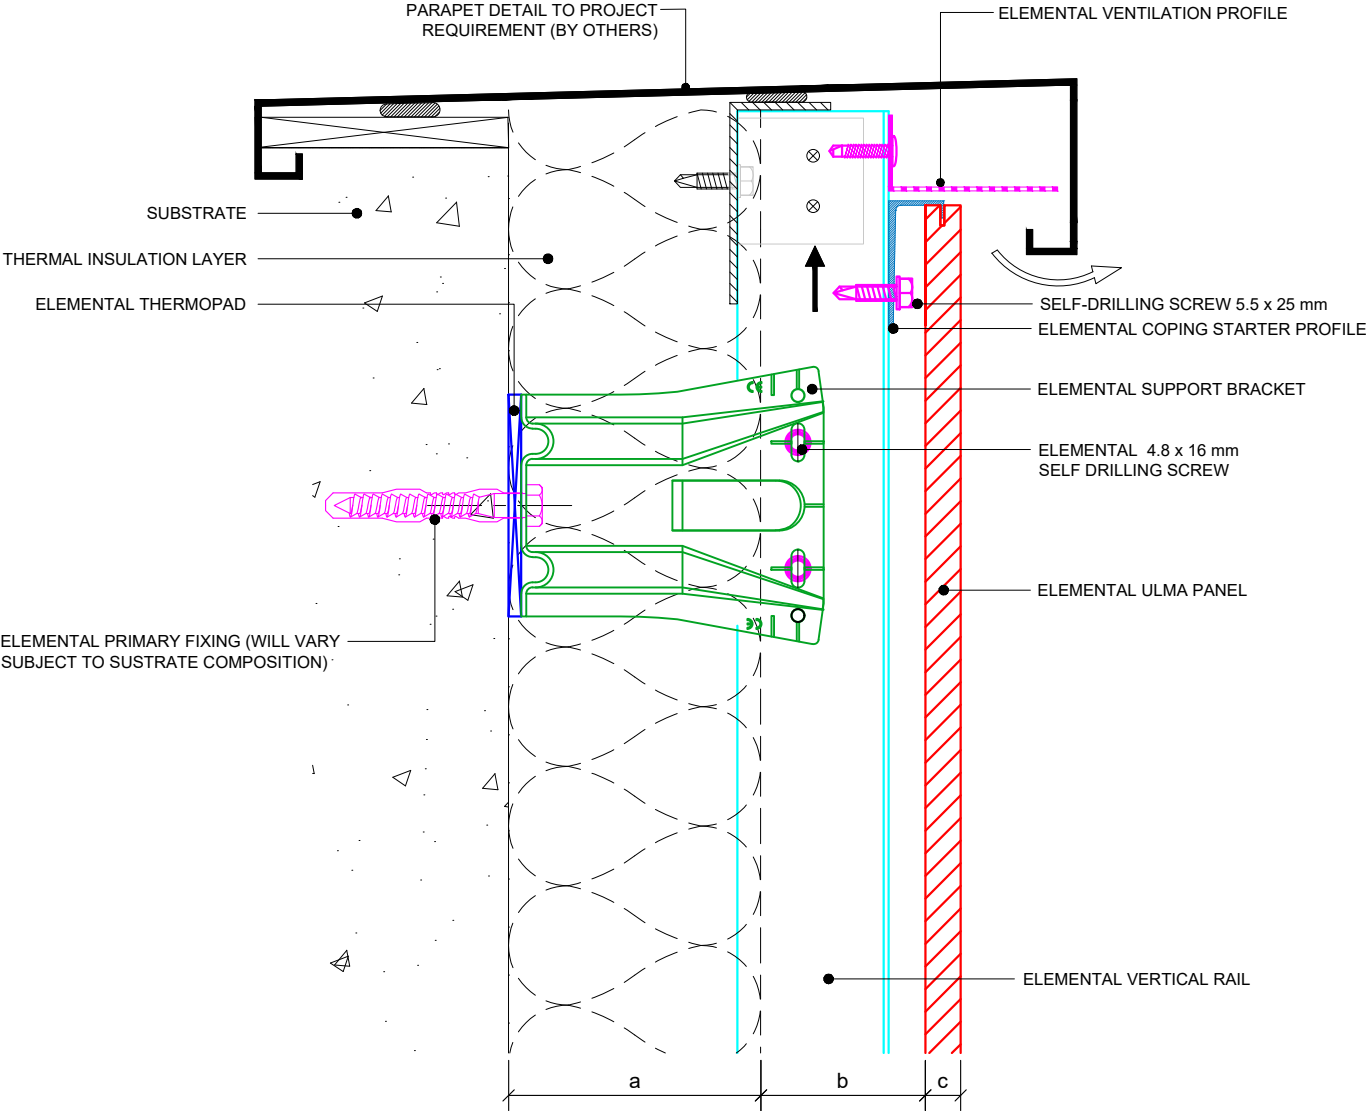 PARAPET DETAIL TO PROJECT
REQUIREMENT (BY OTHERS)
ELEMENTAL VENTILATION PROFILE
SUBSTRATE
THERMAL INSULATION LAYER
ELEMENTAL THERMOPAD
SELF-DRILLING SCREW 5.5 x 25 mm
ELEMENTAL COPING STARTER PROFILE
ELEMENTAL SUPPORT BRACKET
ELEMENTAL 4.8 x 16 mm
SELF DRILLING SCREW
ELEMENTAL ULMA PANEL
ELEMENTAL PRIMARY FIXING (WILL VARY
SUBJECT TO SUSTRATE COMPOSITION)
ELEMENTAL VERTICAL RAIL
a b c